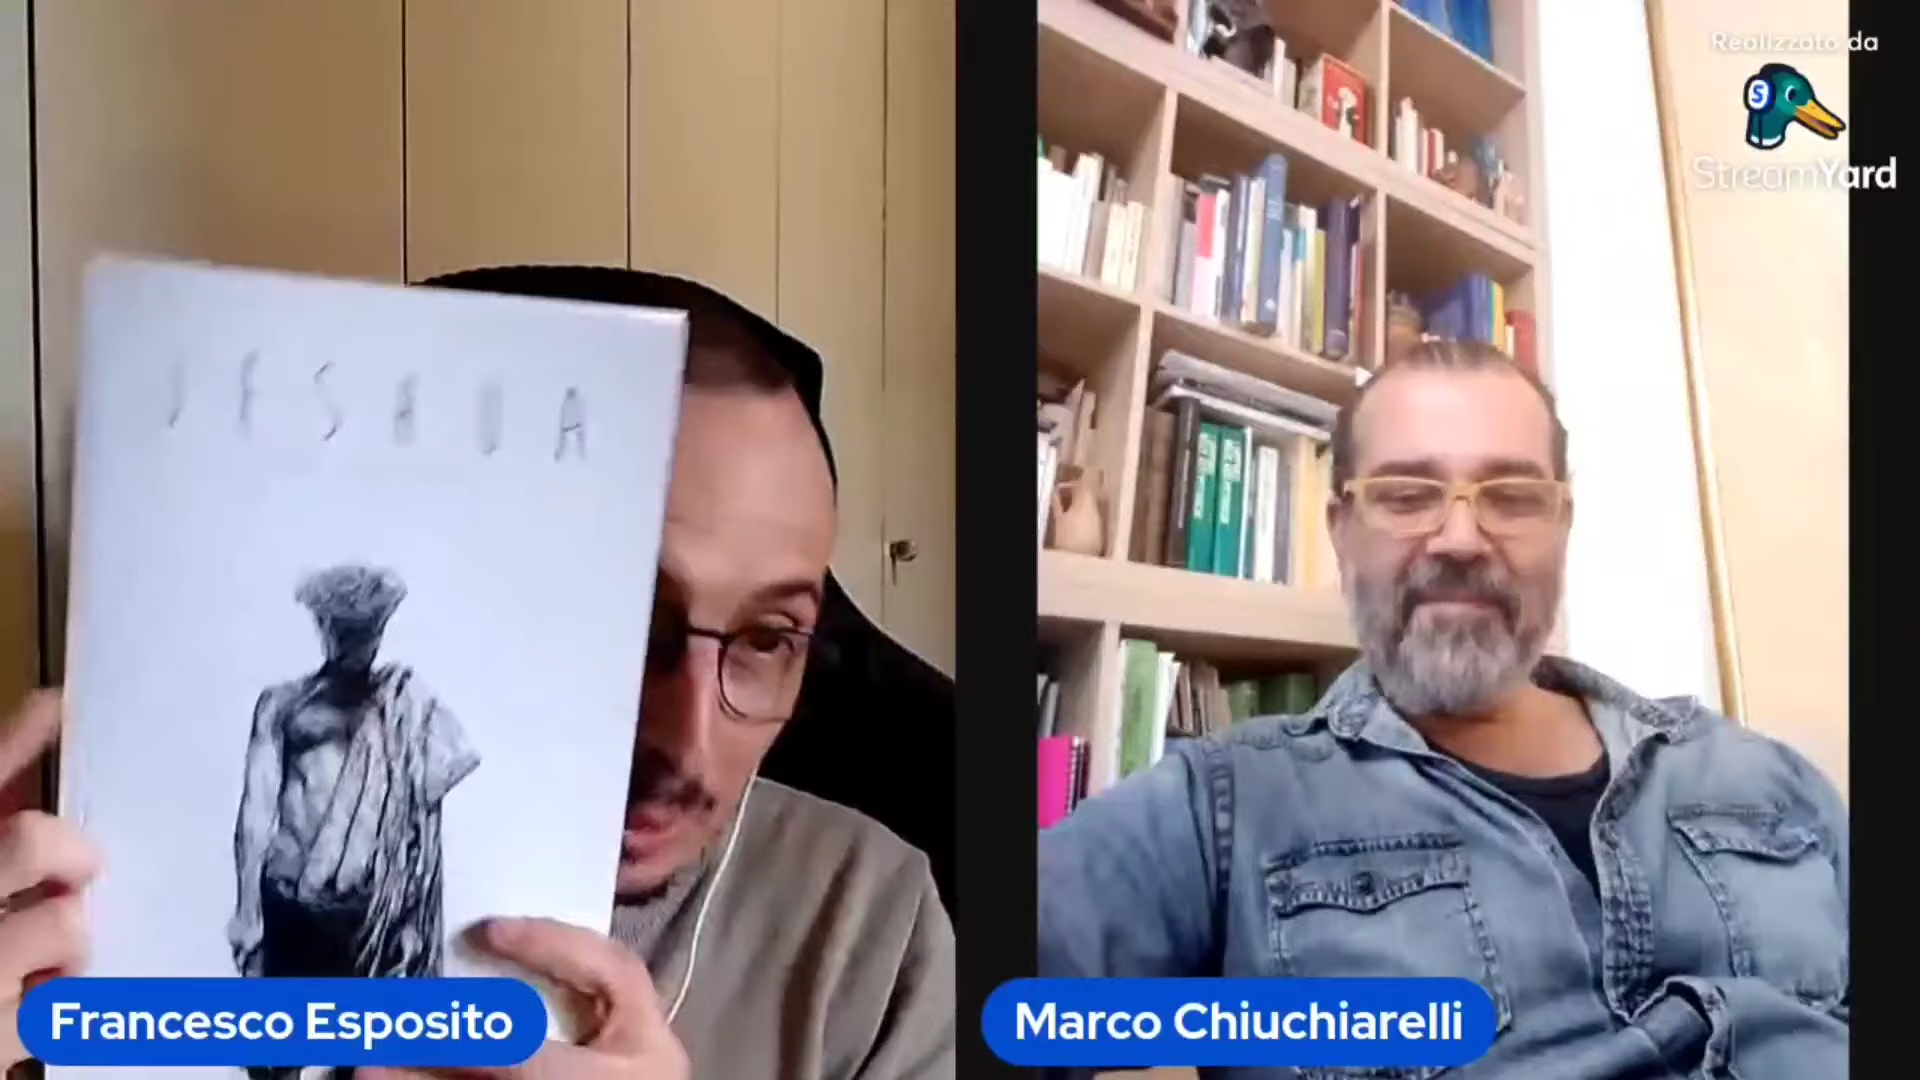 JESHUA
Realizzato da
S
StreamYard
Francesco Esposito
Marco Chiuchiarelli